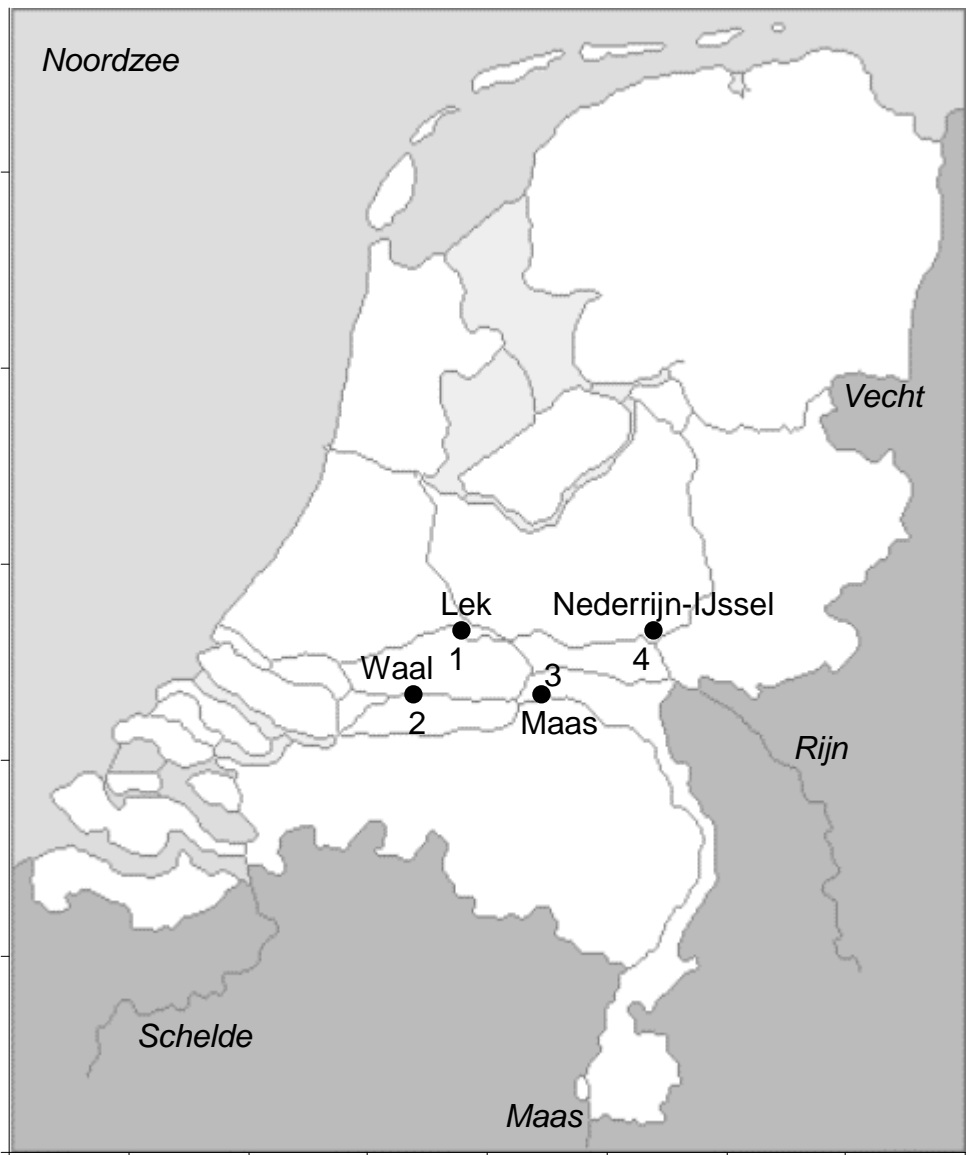 Noordzee
Vecht
Lek
Nederrijn-IJssel
1
4
Waal
3
2
Maas
Rijn
Schelde
Maas